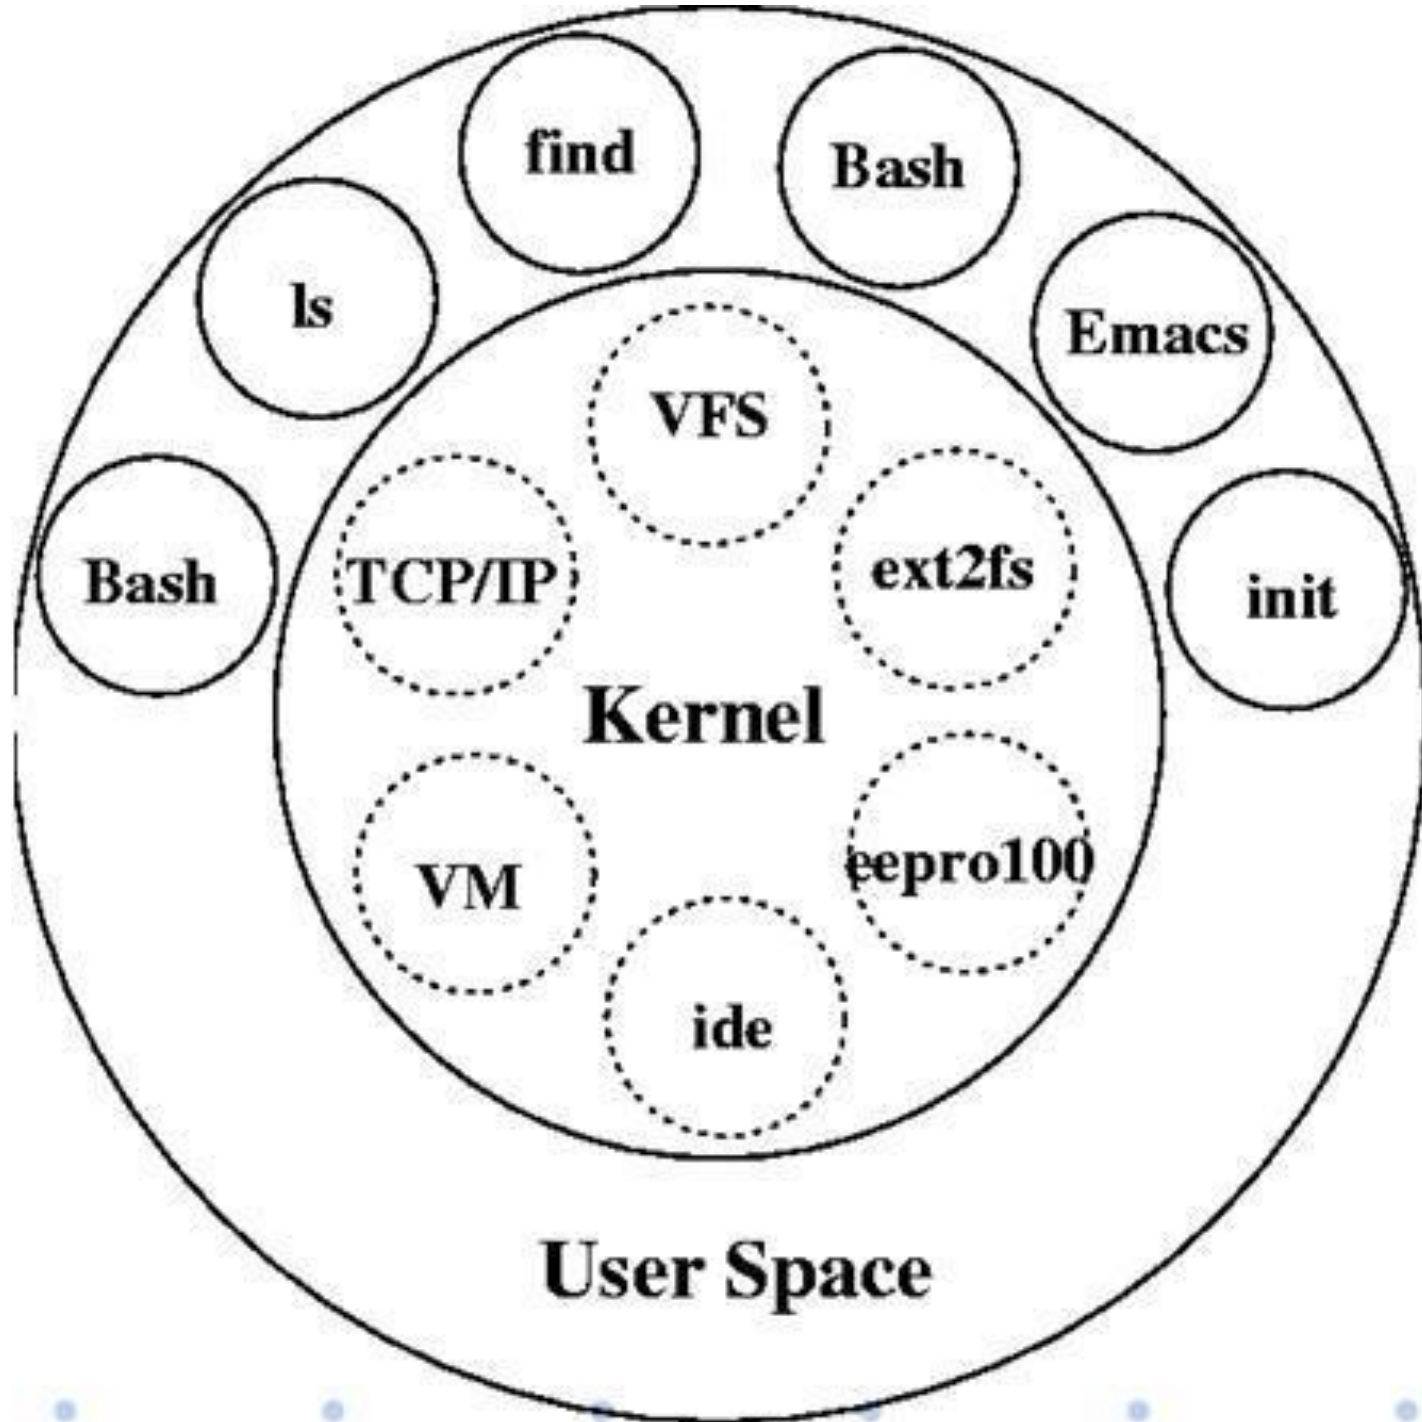 find
Bash
ls
Emacs
VFS
Bash
TCP/IP
ext2fs
init
Kernel
VM
eepro100
ide
User Space